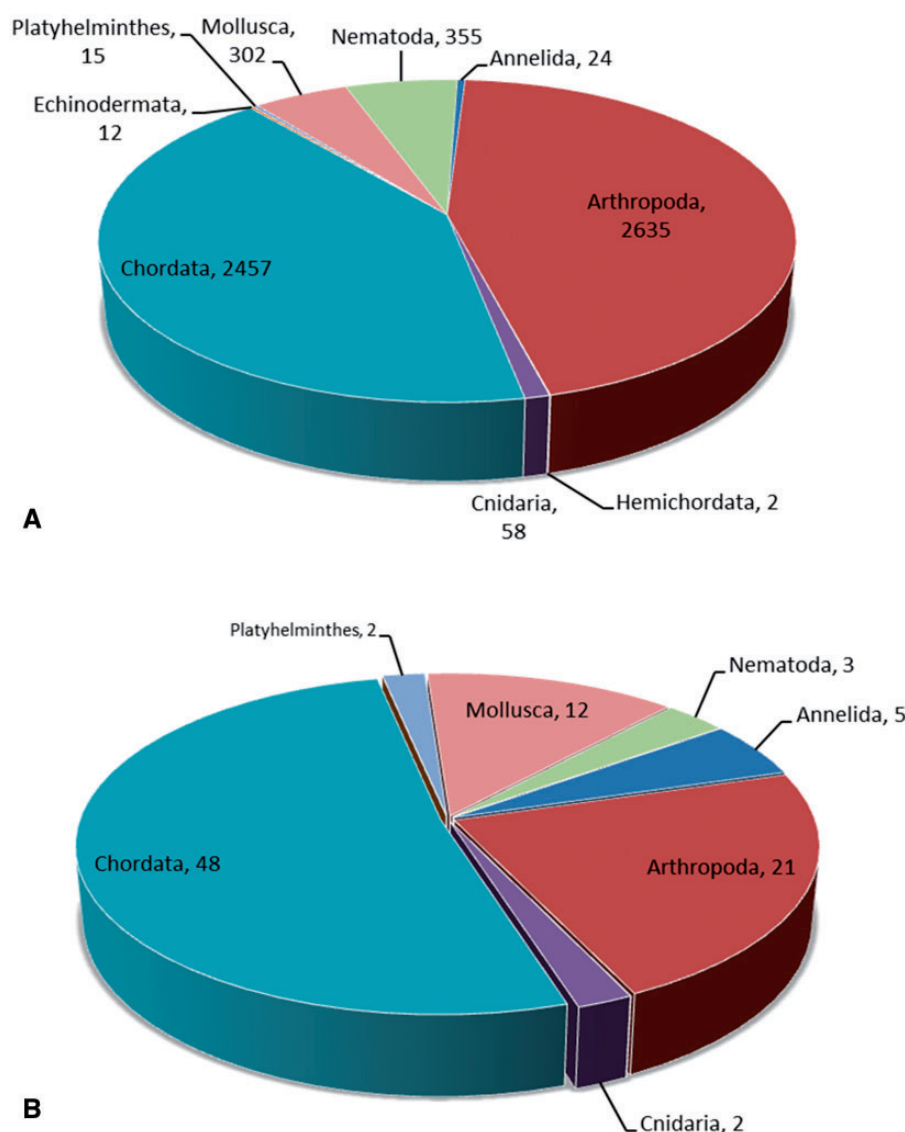 Platyhelminthes,
15
Mollusca,
302
Nematoda, 355
Annelida, 24
Echinodermata,
12
Arthropoda,
2635
Chordata, 2457
Cnidaria,
58
Hemichordata, 2
A
Platyhelminthes, 2
Mollusca, 12
Nematoda, 3
Annelida, 5
Chordata, 48
Arthropoda, 21
Cnidaria, 2
B